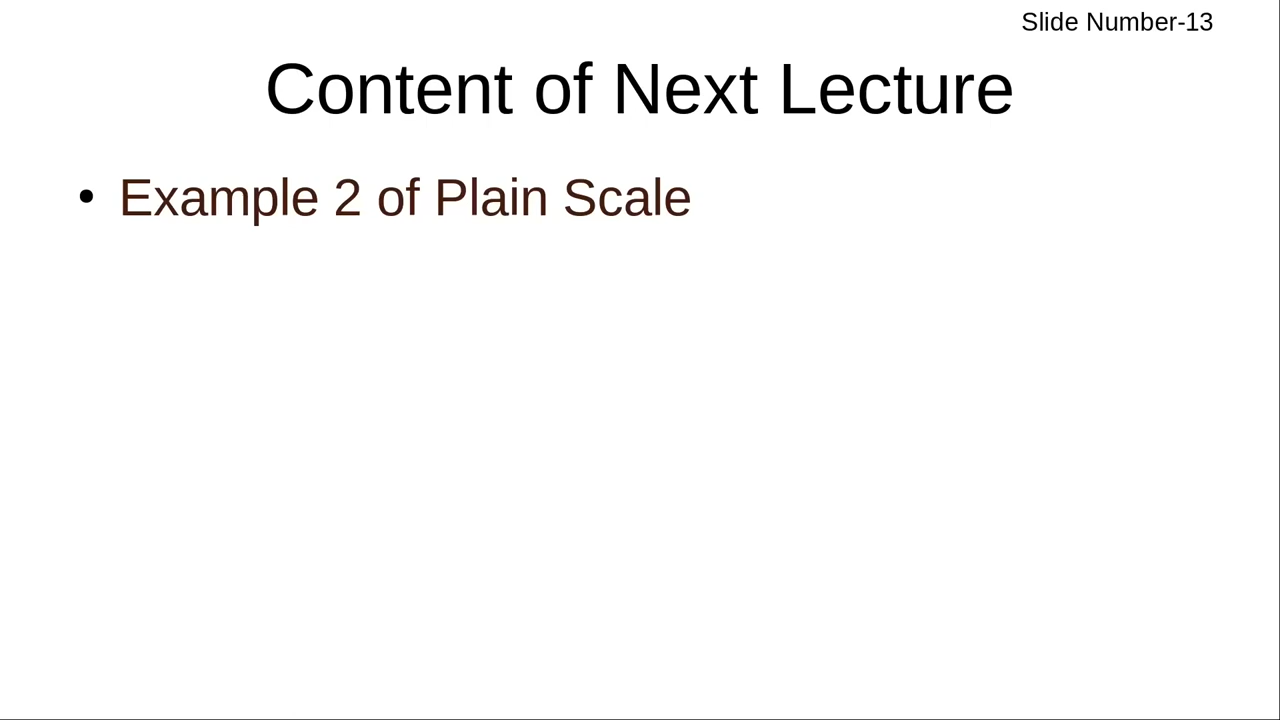 Slide Number-13
Content of Next Lecture
• Example 2 of Plain Scale